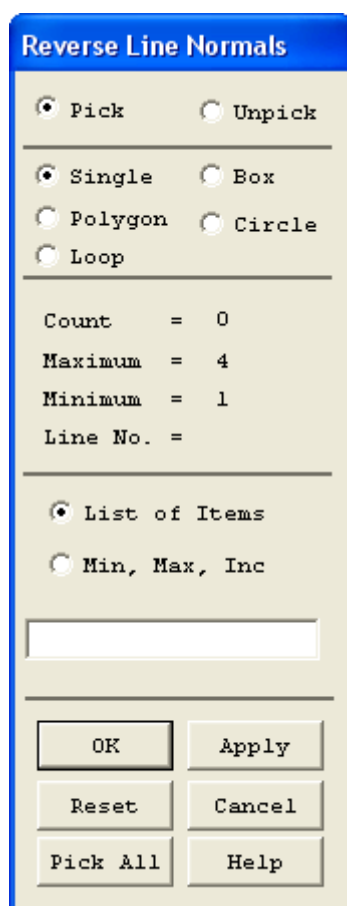 Reverse Line Normals
Pick Unpick
Single Box
Polygon Circle
Loop
Count = 0
Maximum = 4
Minimum = 1
Line No. =
List of Items
Min, Max, Inc
OK Apply
Reset Cancel
Pick All Help